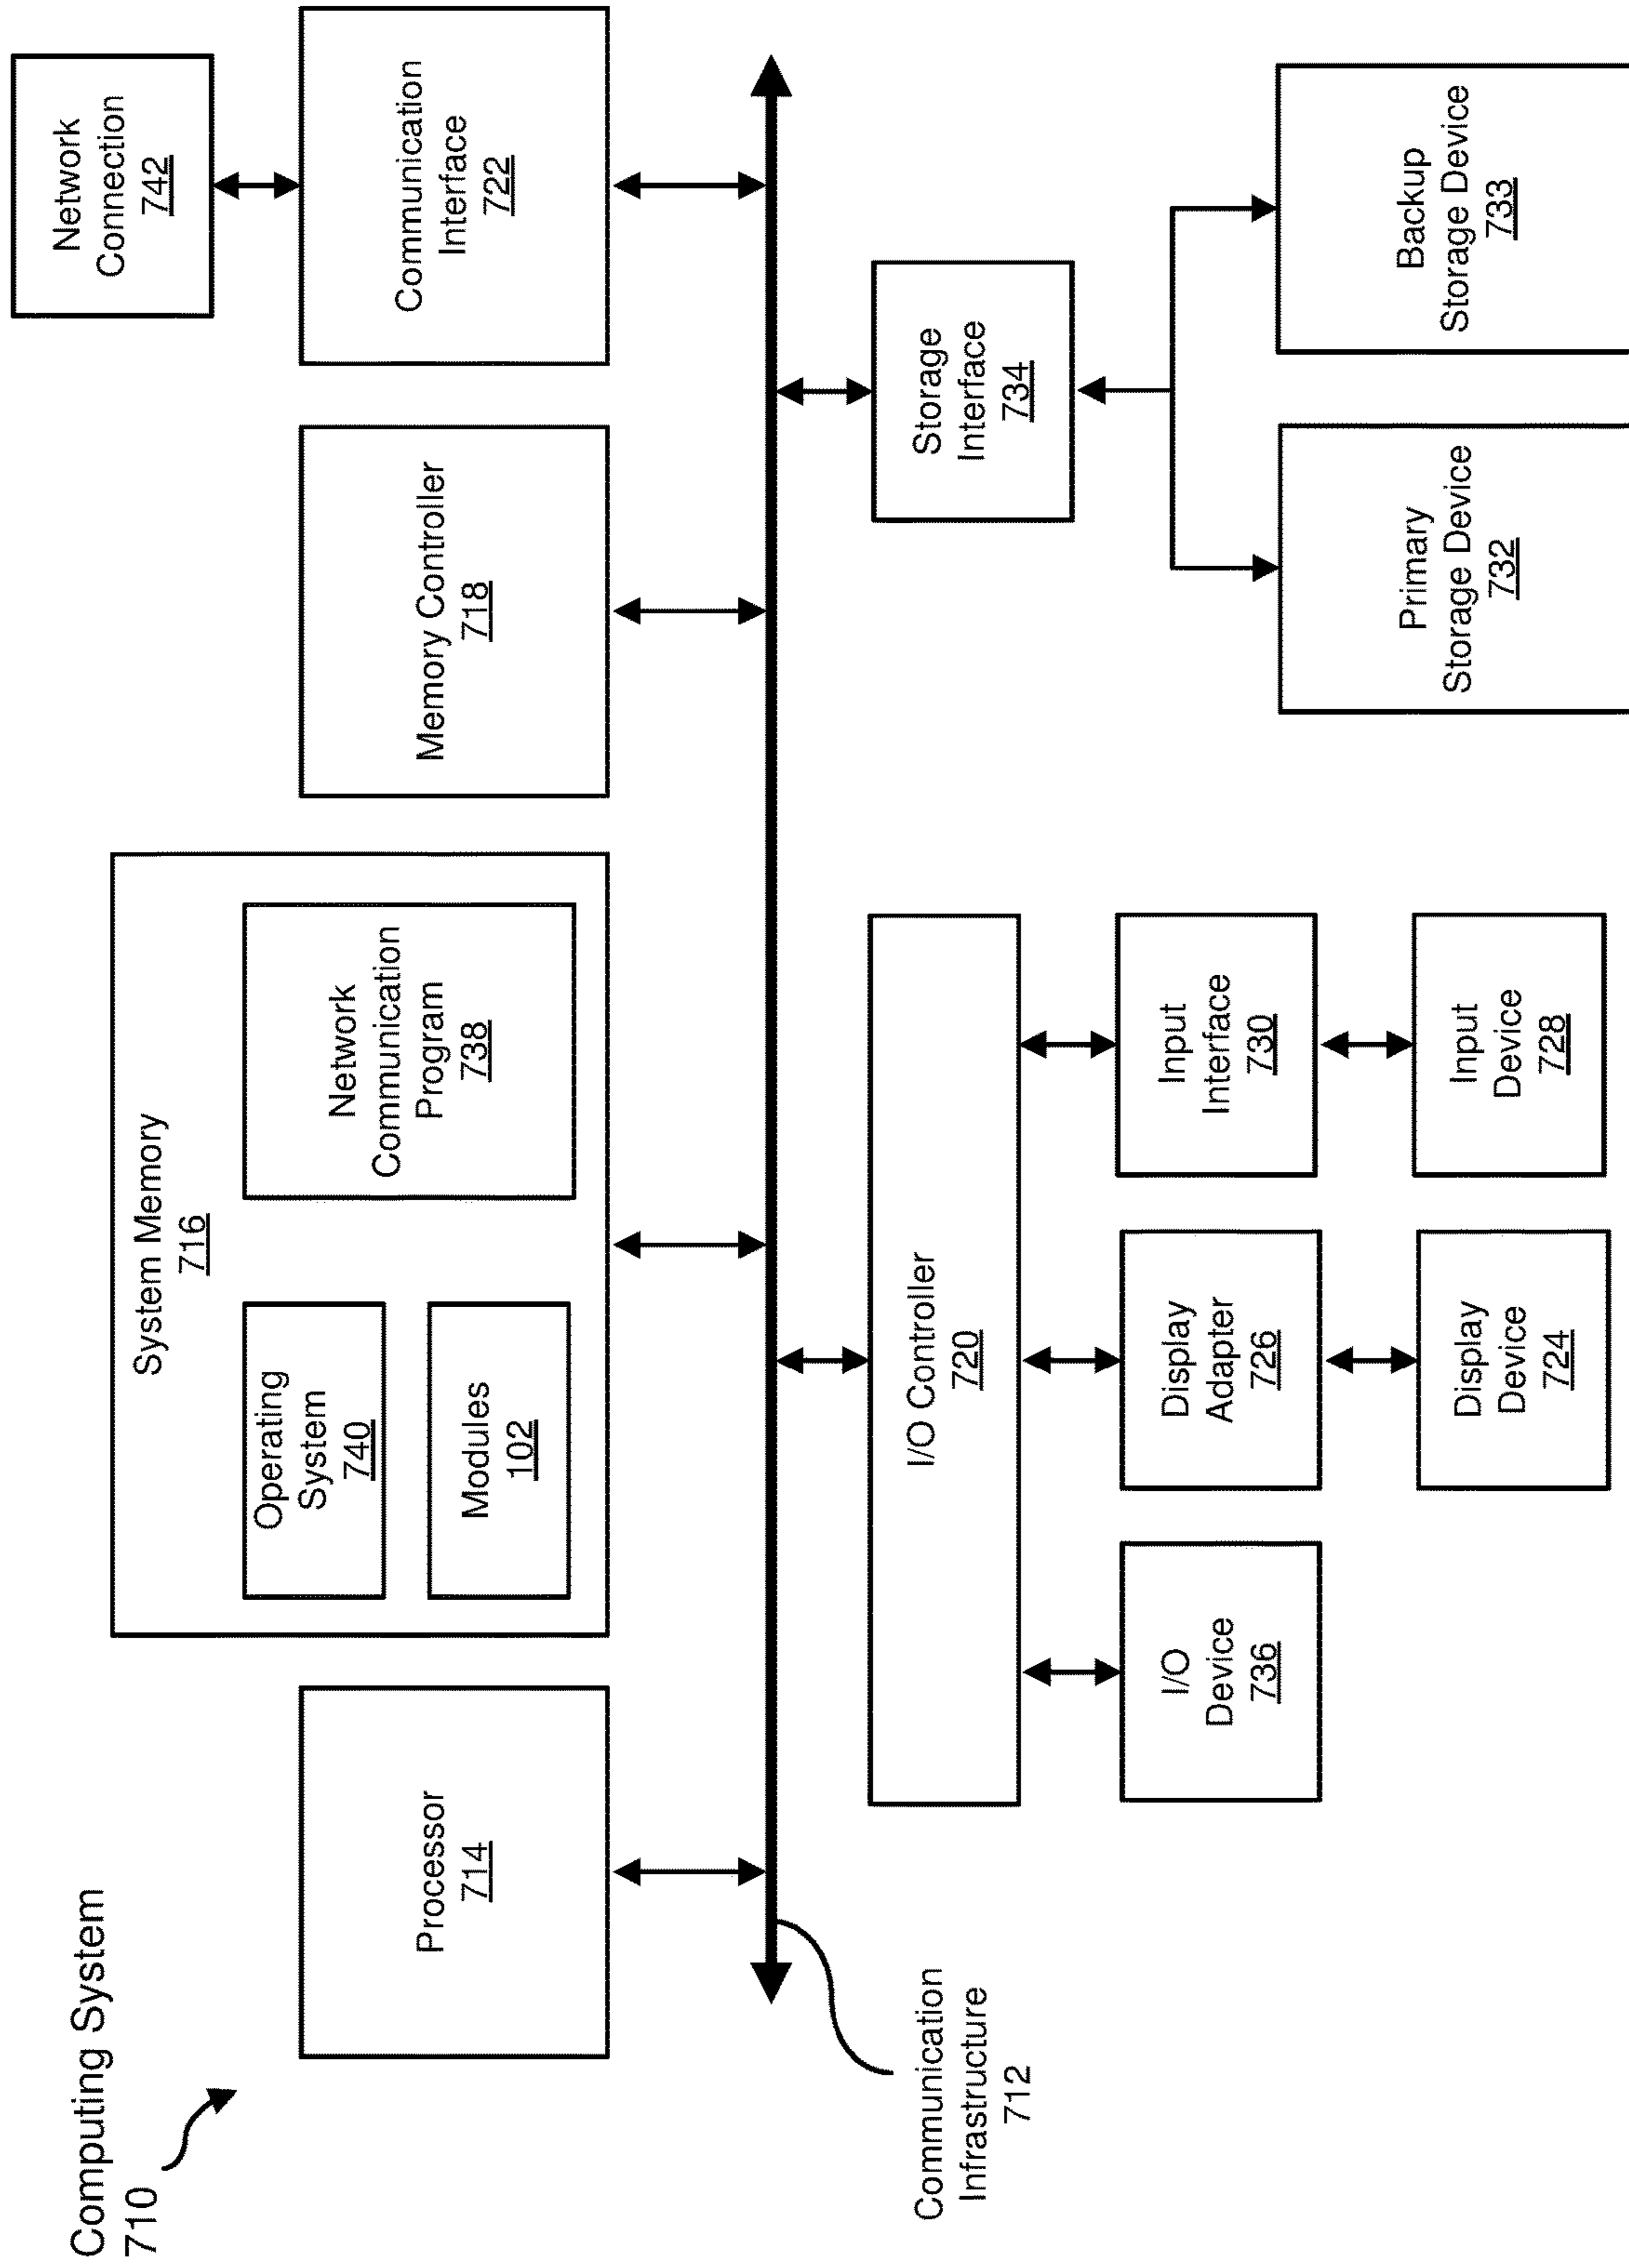 Computing System
710
Processor
714
System Memory
716
Operating
System
740
Modules
102
Network
Communication
Program
738
Memory Controller
718
Network
Connection
742
Communication
Interface
722
Communication
Infrastructure
712
I/O Controller
720
I/O
Device
736
Display
Adapter
726
Display
Device
724
Input
Interface
730
Input
Device
728
Storage
Interface
734
Primary
Storage Device
732
Backup
Storage Device
733